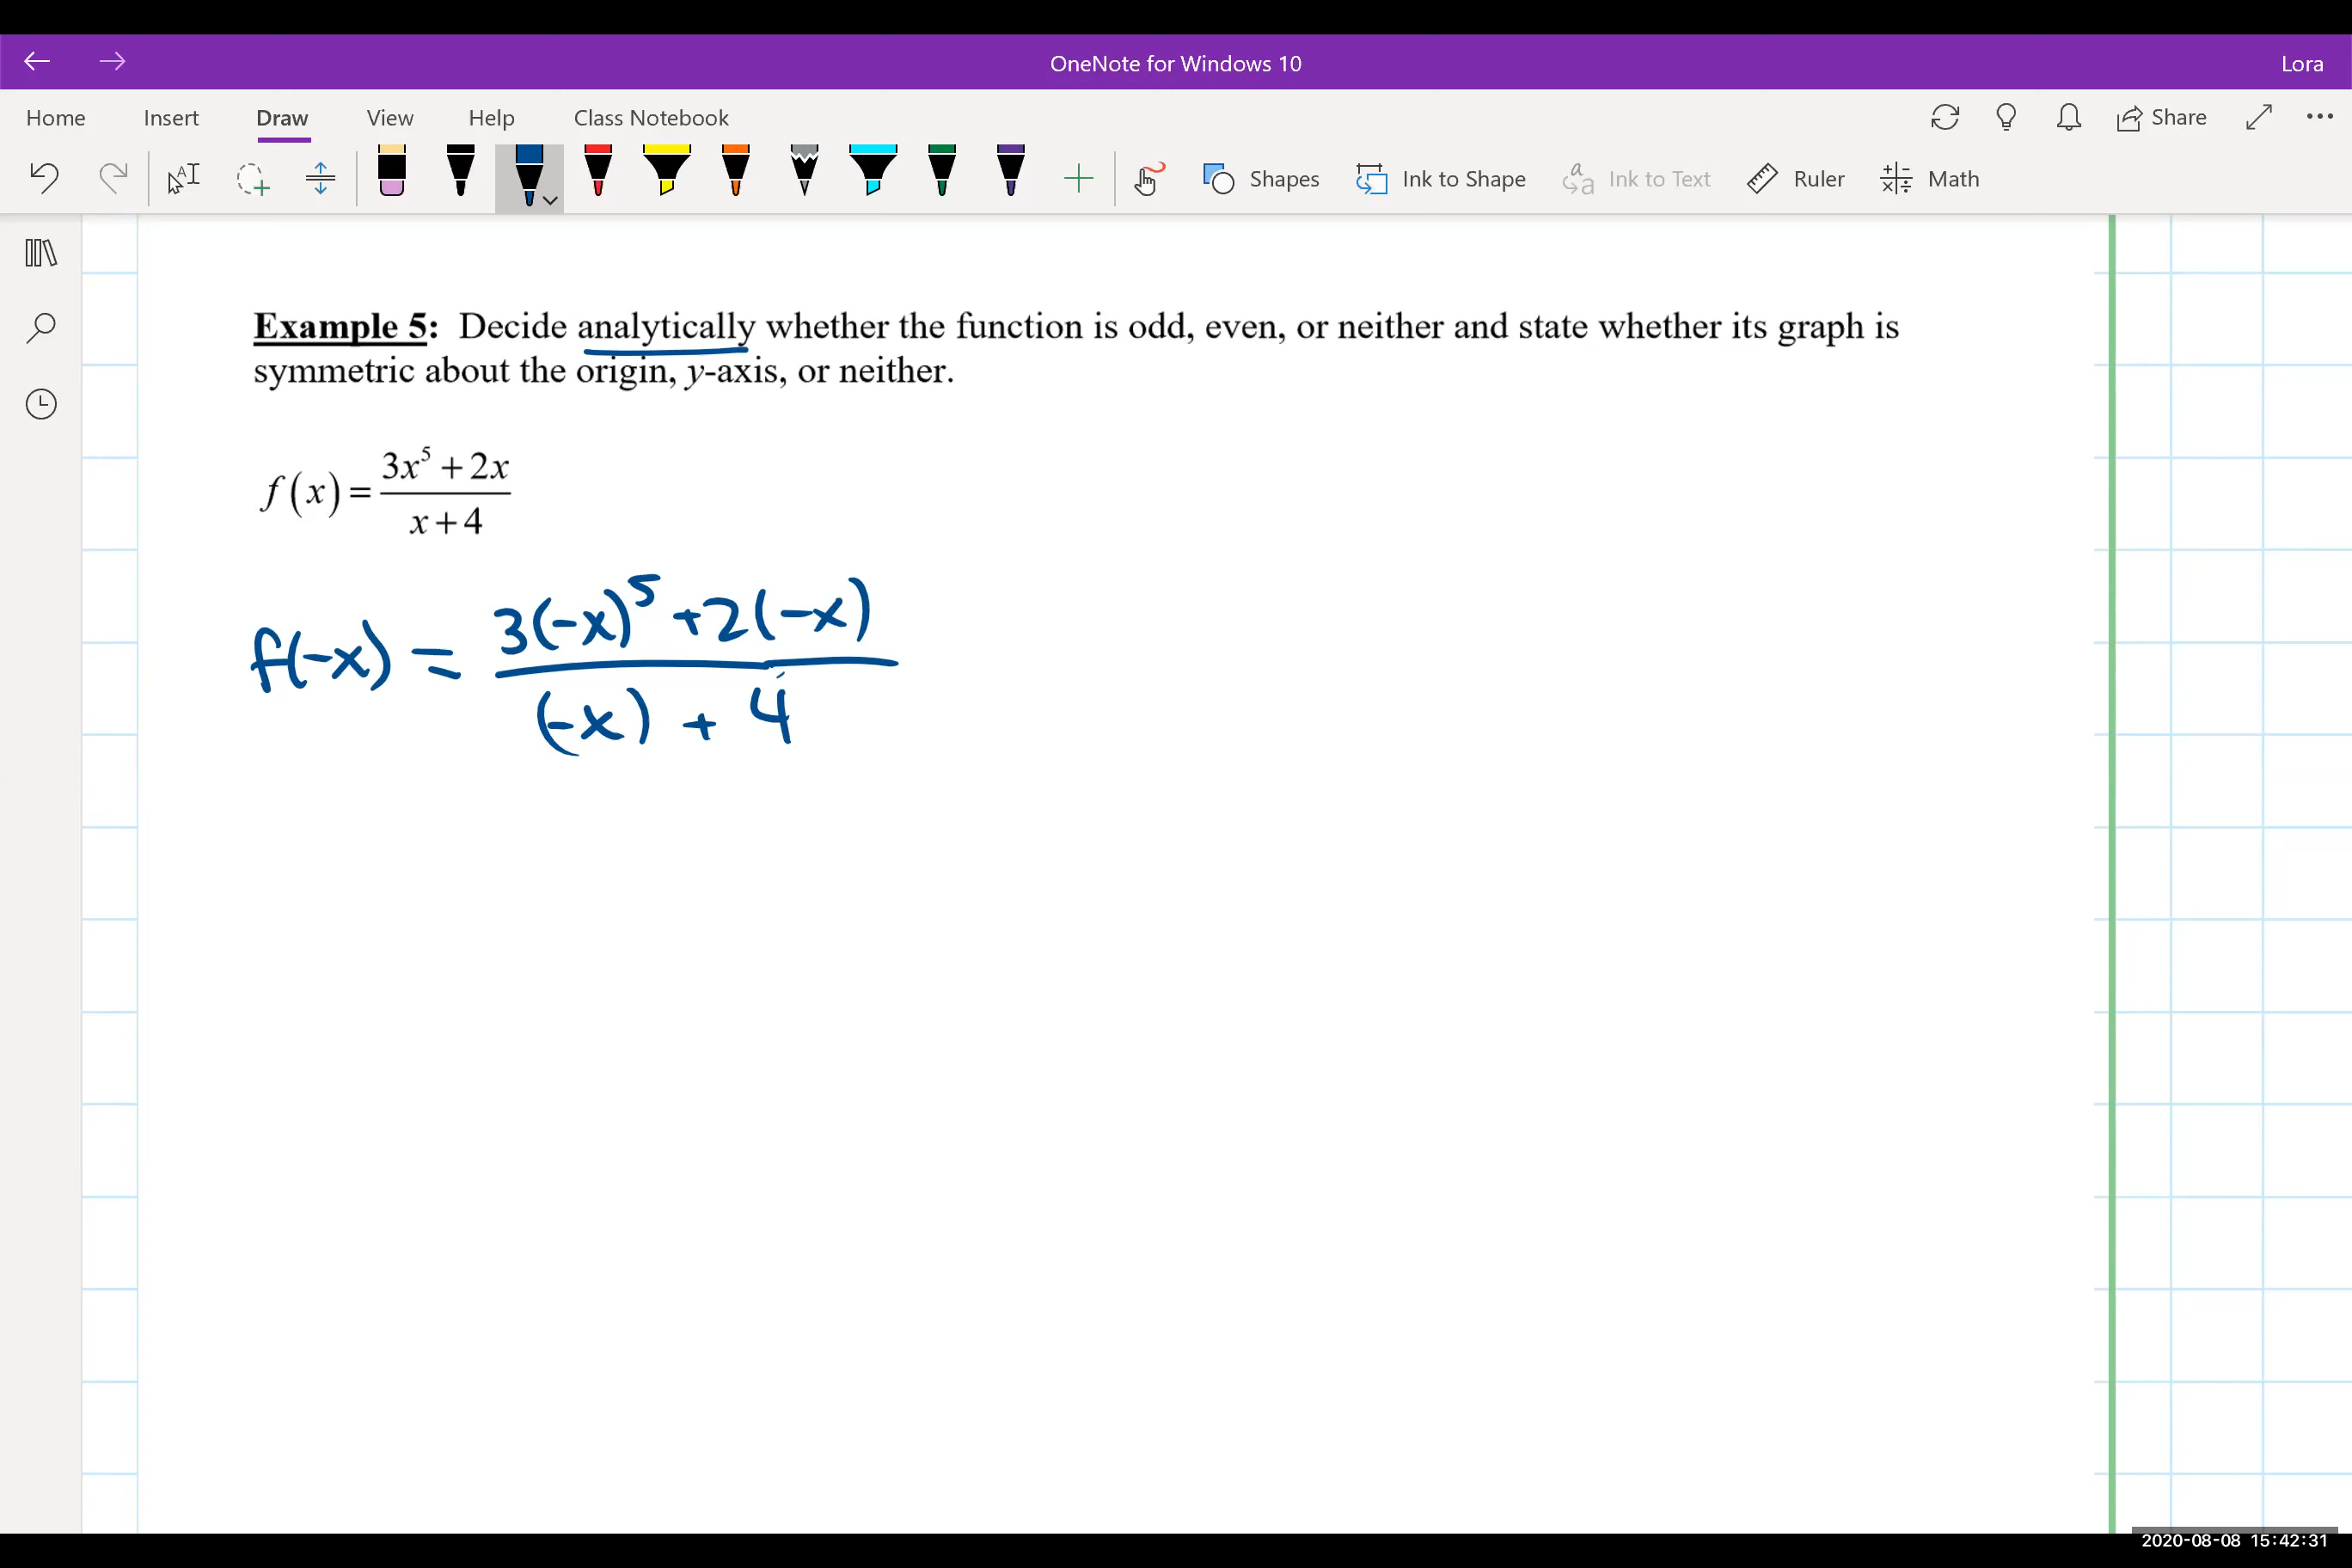 OneNote for Windows 10
Lora
Home Insert Draw View Help Class Notebook
Share
Shapes Ink to Shape Ink to Text Ruler Math
Example 5: Decide analytically whether the function is odd, even, or neither and state whether its graph is
symmetric about the origin, y-axis, or neither.
f(x) = (3x⁵ + 2x)/(x + 4)
f(-x) = (3(-x)⁵ + 2(-x))/((-x) + 4)
2020-08-08 15:42:31